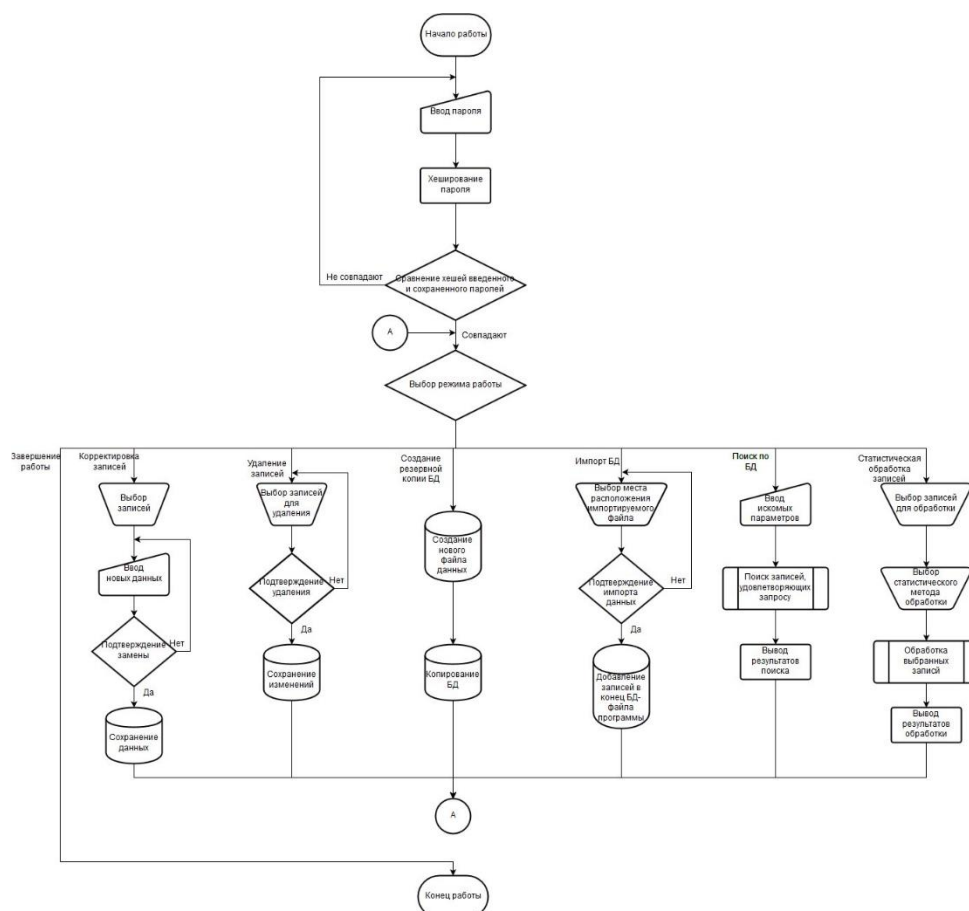 Начало работы
Ввод пароля
Хеширование
пароля
Не совпадают
Сравнение хешей введенного
и сохраненного паролей
А
Совпадают
Выбор режима работы
Завершение
работы
Корректировка
записей
Выбор
записей
Ввод
новых данных
Подтверждение
замены
Нет
Да
Сохранение
данных
Удаление
записей
Выбор записей
для
удаления
Подтверждение
удаления
Нет
Да
Сохранение
изменений
Создание
резервной
копии БД
Создание
нового
файла
данных
Копирование
БД
Импорт БД
Выбор места
расположения
импортируемого
файла
Подтверждение
импорта
данных
Нет
Да
Добавление
записей в
конец БД-
файла
программы
Поиск по
БД
Ввод
искомых
параметров
Поиск записей,
удовлетворяющих
запросу
Вывод
результатов
поиска
Статистическая
обработка
записей
Выбор записей
для обработки
Выбор
статистического
метода
обработки
Обработка
выбранных
записй
Вывод
результатов
обработки
А
Конец работы